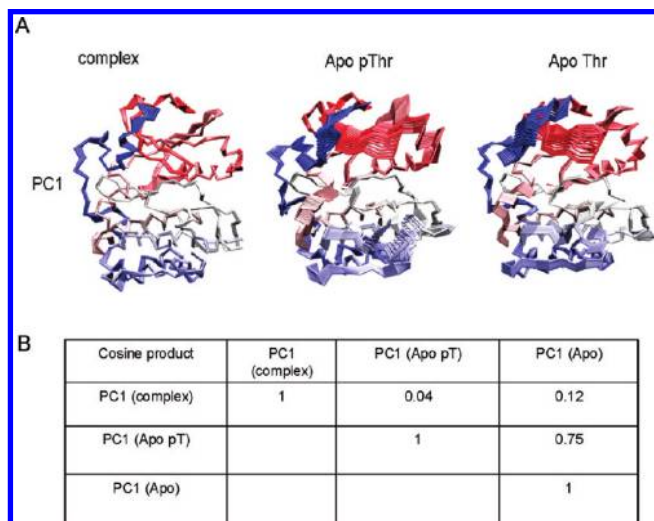 A
complex Apo pThr Apo Thr
PC1
B
Cosine product PC1 (complex) PC1 (Apo pT) PC1 (Apo)
PC1 (complex) 1 0.04 0.12
PC1 (Apo pT) 1 0.75
PC1 (Apo) 1